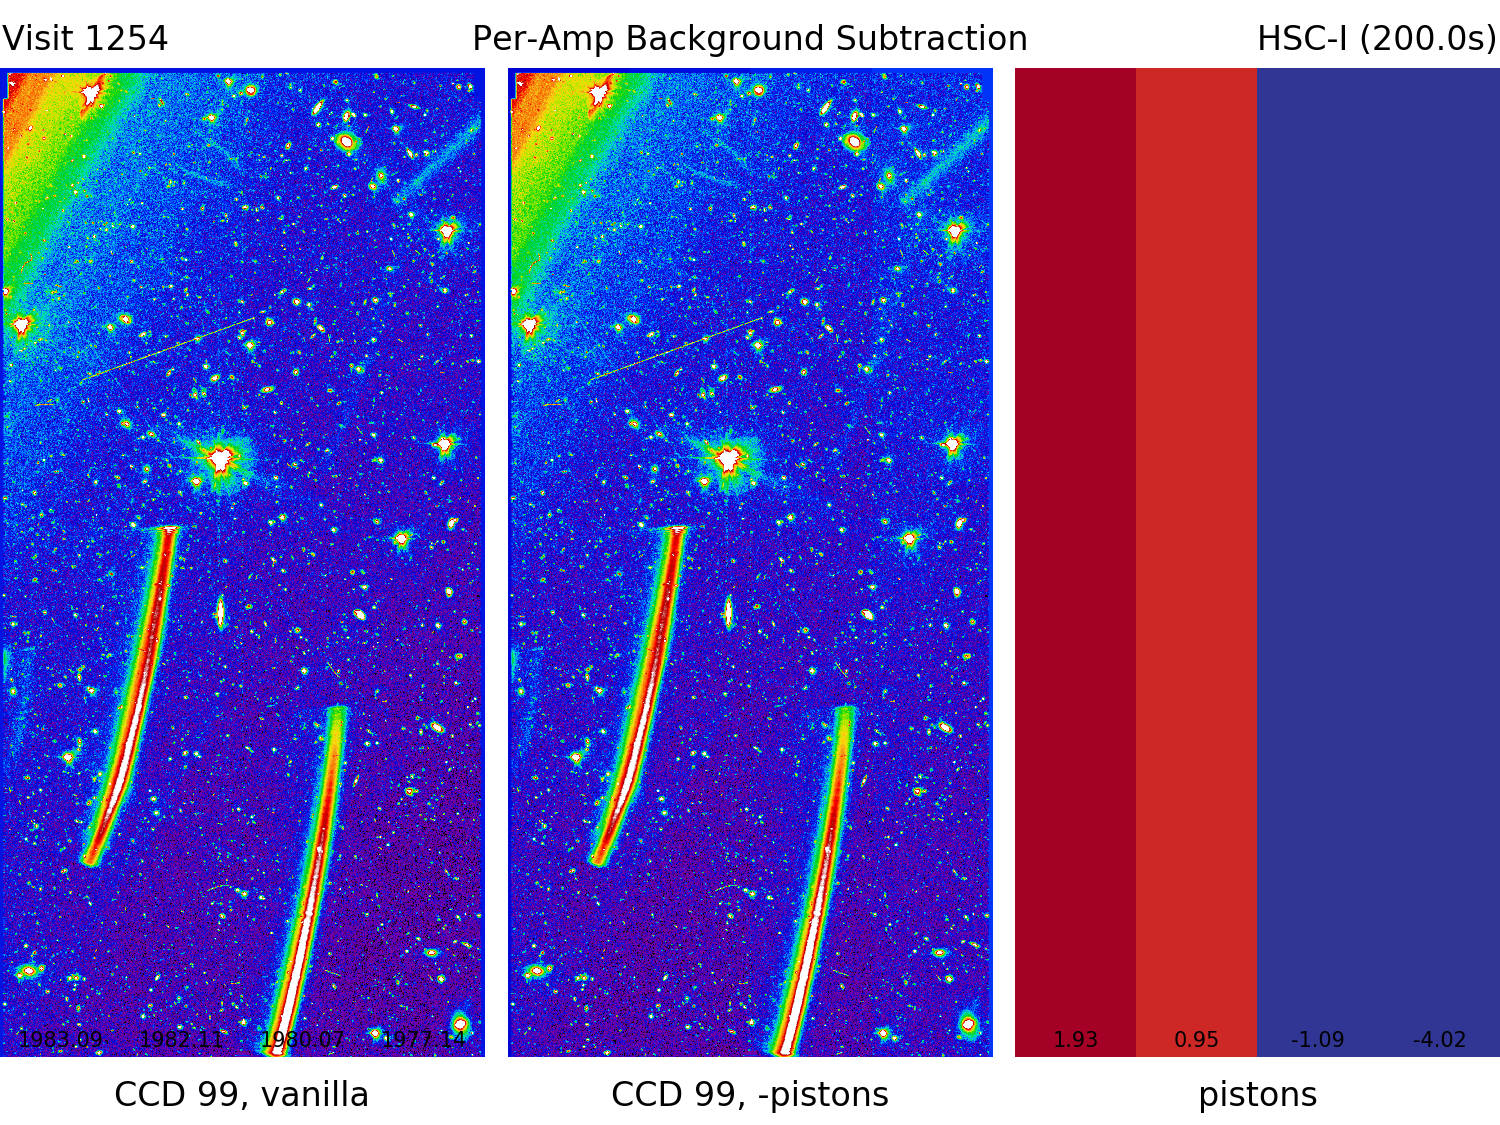 Visit 1254 Per-Amp Background Subtraction HSC-I (200.0s)
1983.09 1982.11 1980.07 1977.14 1.93 0.95 -1.09 -4.02
CCD 99, vanilla CCD 99, -pistons pistons